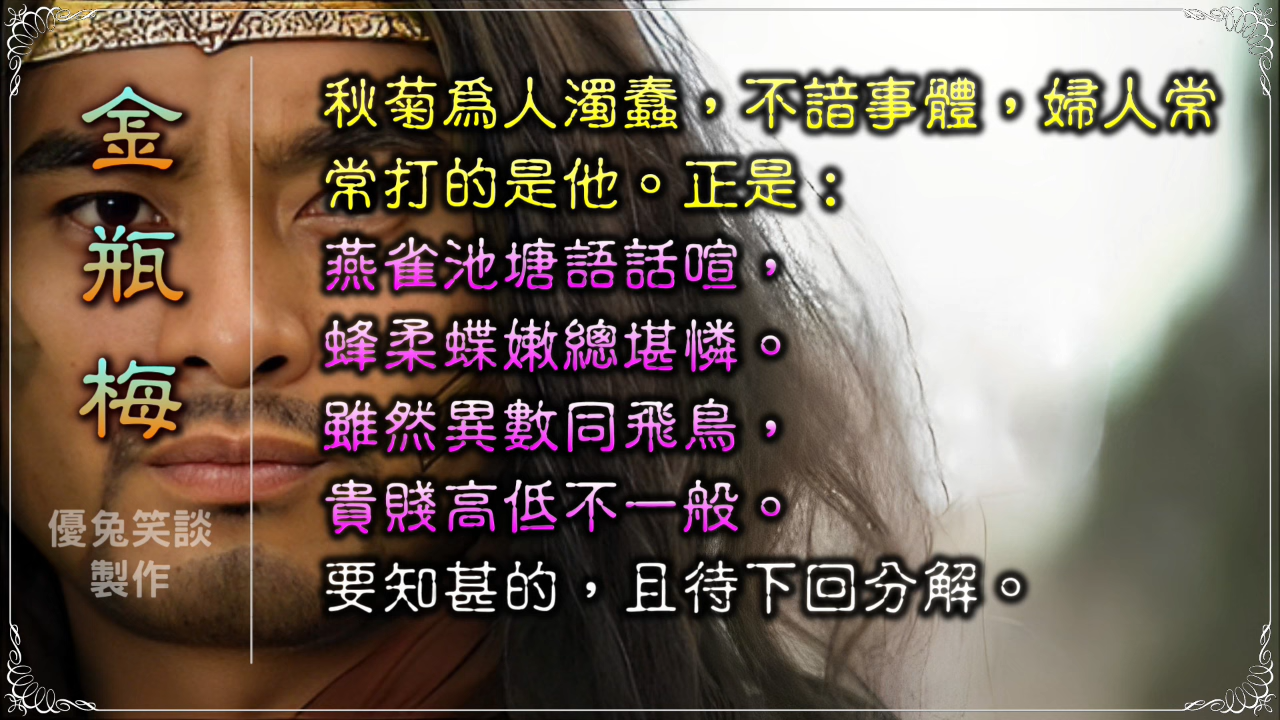 金瓶梅
優兔笑談
製作
秋菊爲人濁蠢，不諳事體，婦人常
常打的是他。正是：
燕雀池塘語話喧，
蜂柔蝶嫩總堪憐。
雖然異數同飛鳥，
貴賤高低不一般。
要知甚的，且待下回分解。